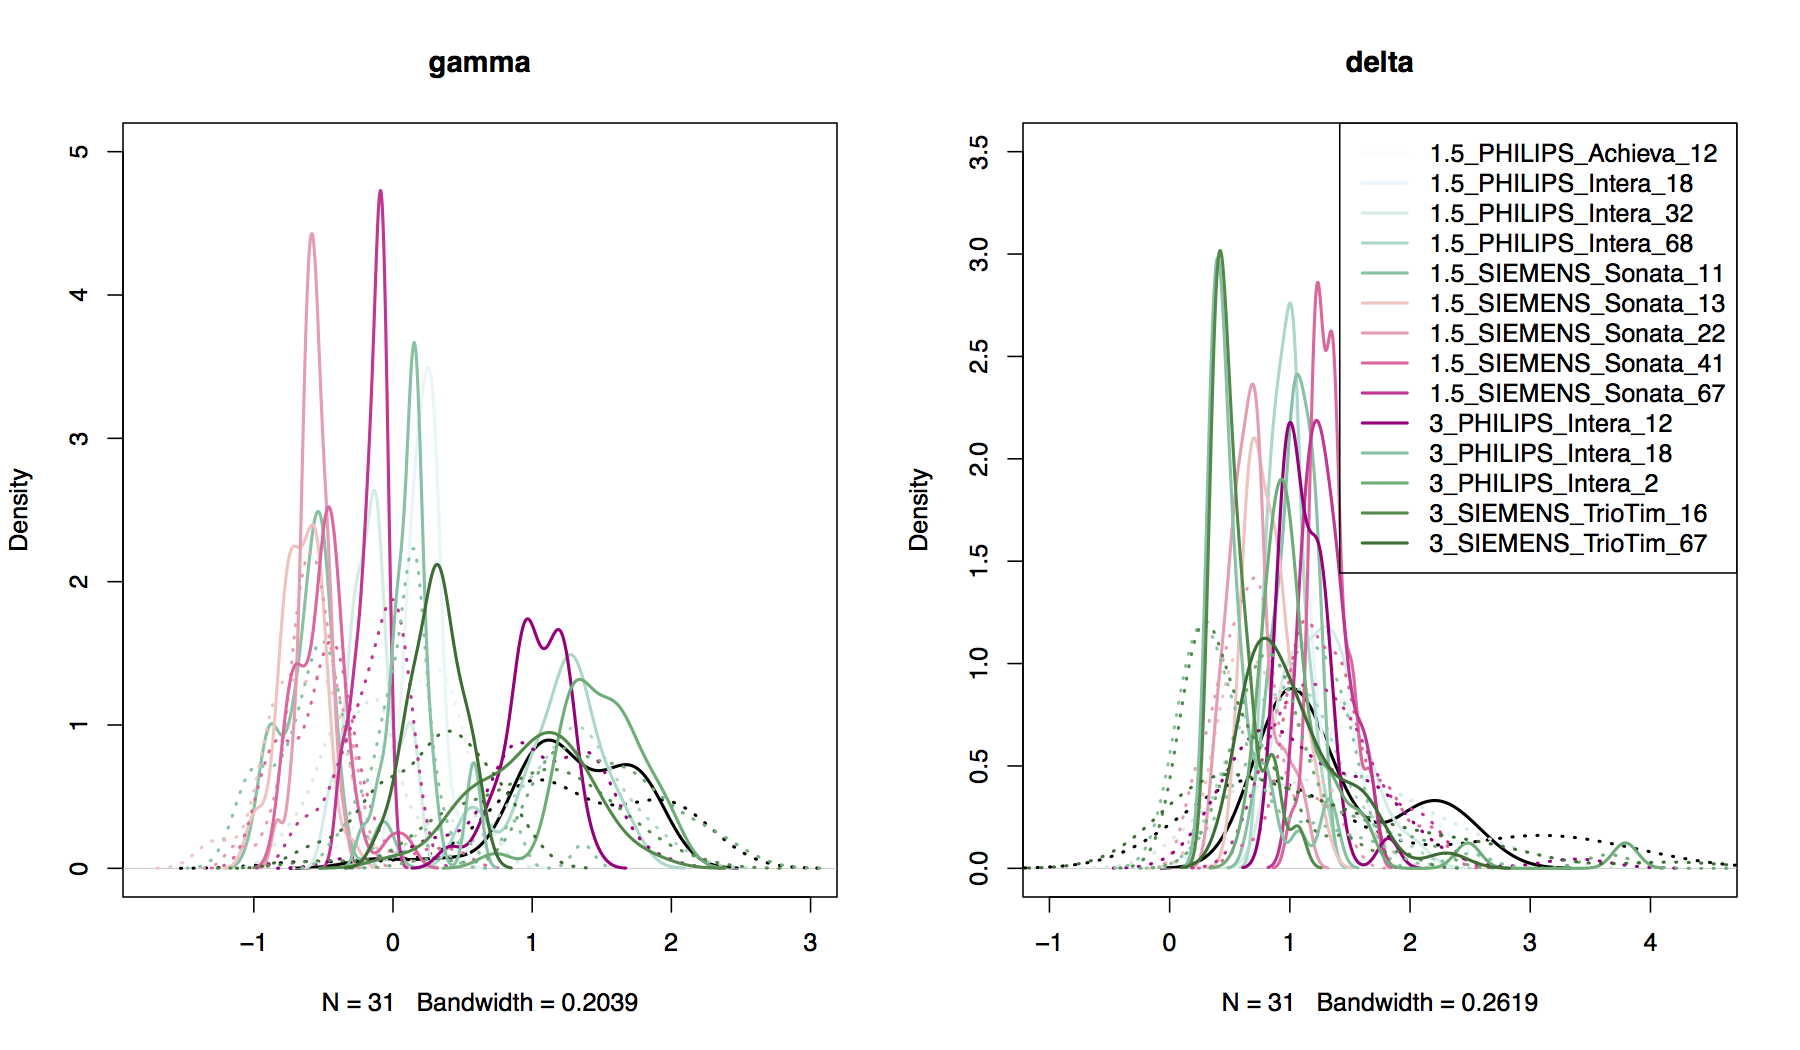 gamma
Density
5
4
3
2
1
0
−1 0 1 2 3
N = 31 Bandwidth = 0.2039
delta
Density
3.5
3.0
2.5
2.0
1.5
1.0
0.5
0.0
−1 0 1 2 3 4
N = 31 Bandwidth = 0.2619
1.5_PHILIPS_Achieva_12
1.5_PHILIPS_Intera_18
1.5_PHILIPS_Intera_32
1.5_PHILIPS_Intera_68
1.5_SIEMENS_Sonata_11
1.5_SIEMENS_Sonata_13
1.5_SIEMENS_Sonata_22
1.5_SIEMENS_Sonata_41
1.5_SIEMENS_Sonata_67
3_PHILIPS_Intera_12
3_PHILIPS_Intera_18
3_PHILIPS_Intera_2
3_SIEMENS_TrioTim_16
3_SIEMENS_TrioTim_67